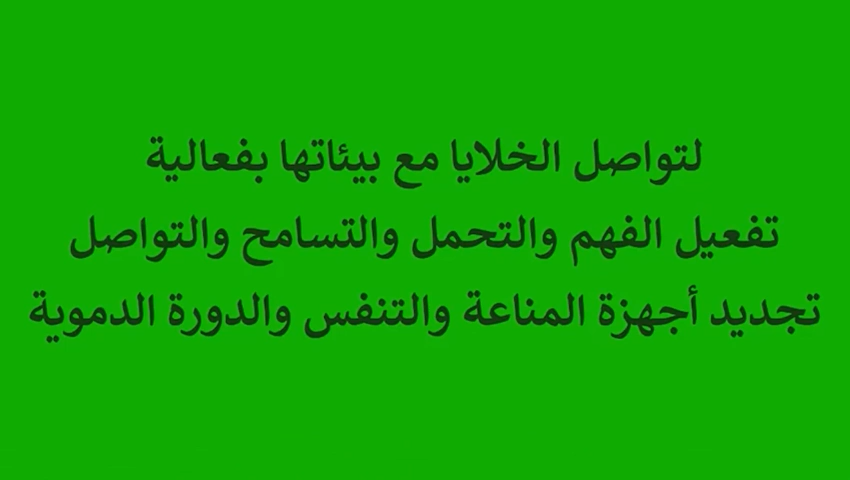 لتواصل الخلايا مع بيئاتها بفعالية
تفعيل الفهم والتحمل والتسامح والتواصل
تجديد أجهزة المناعة والتنفس والدورة الدموية